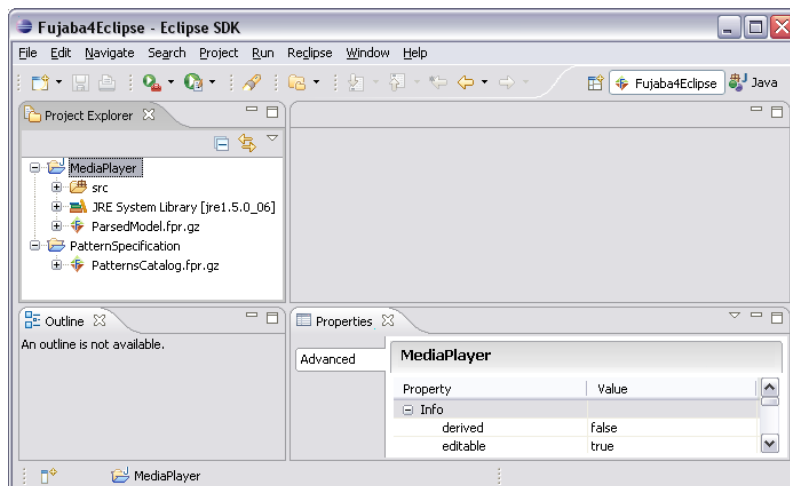 Fujaba4Eclipse - Eclipse SDK
File Edit Navigate Search Project Run Reclipse Window Help
Fujaba4Eclipse Java
Project Explorer
MediaPlayer
src
JRE System Library [jre1.5.0_06]
ParsedModel.fpr.gz
PatternSpecification
PatternsCatalog.fpr.gz
Outline
An outline is not available.
Properties
Advanced
MediaPlayer
Property Value
Info
derived false
editable true
MediaPlayer